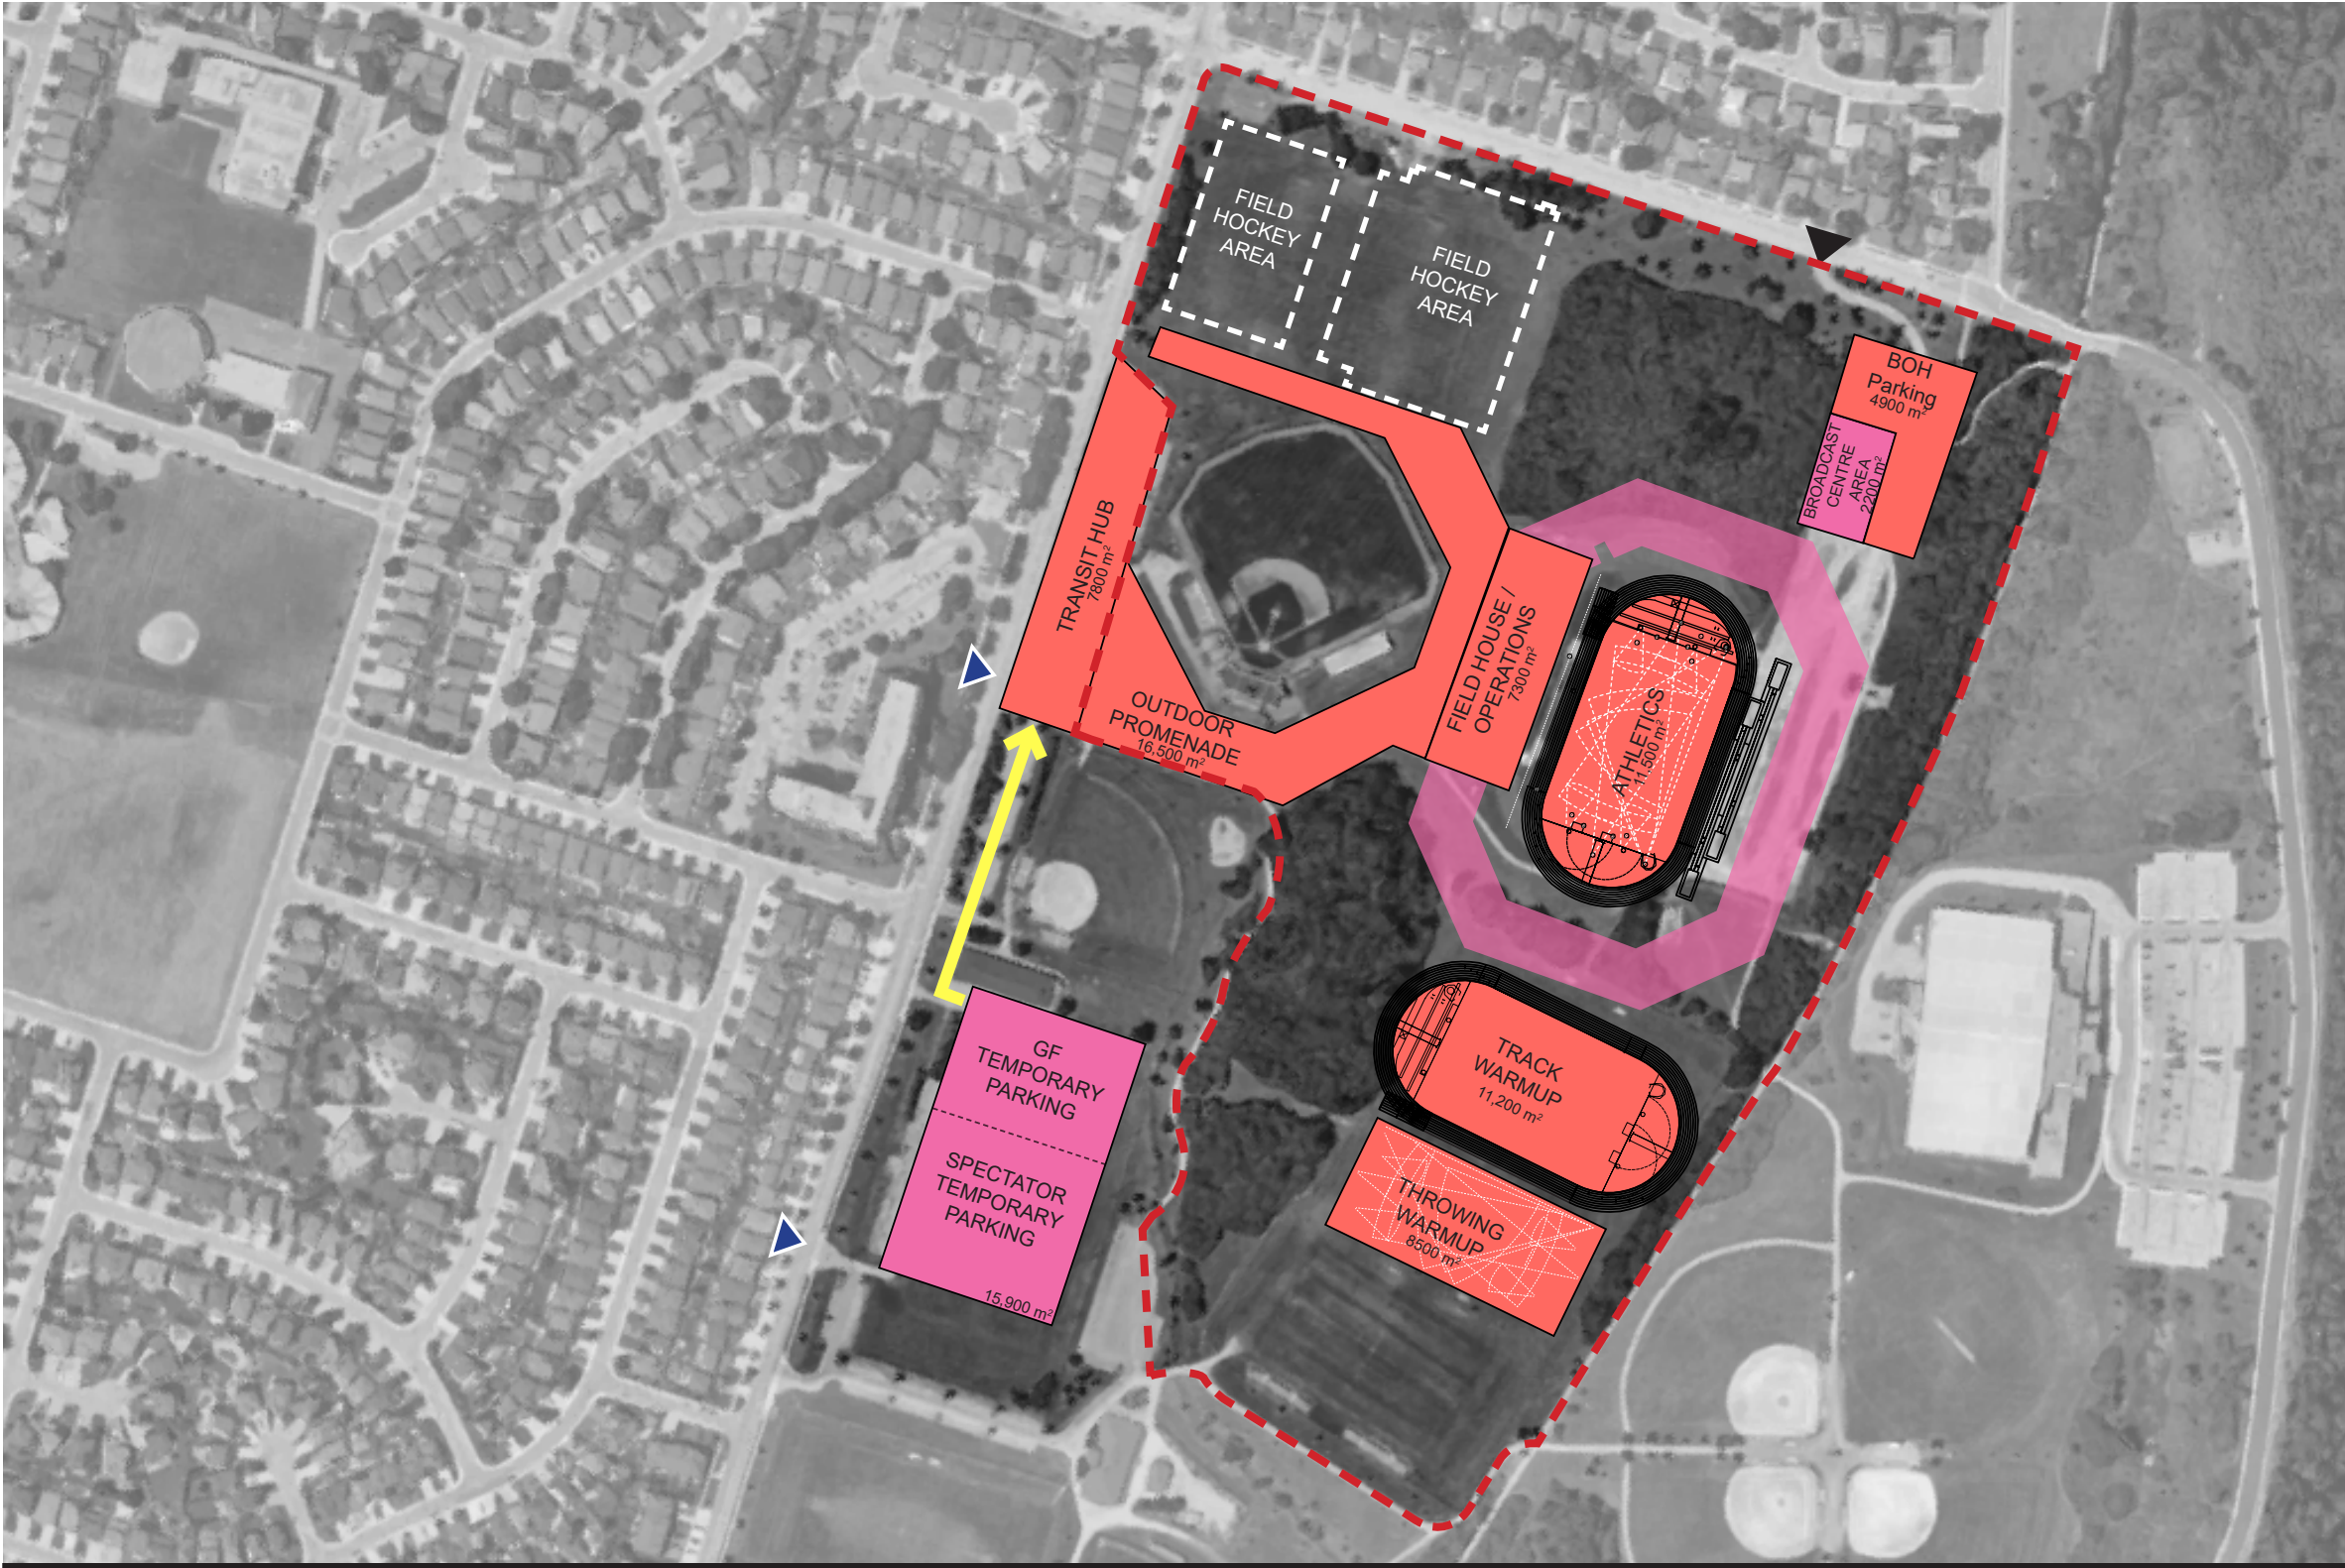 FIELD
HOCKEY
AREA
FIELD
HOCKEY
AREA
BOH
Parking
4900 m²
BROADCAST
CENTRE
AREA
2200 m²
TRANSIT HUB
7800 m²
FIELD HOUSE /
OPERATIONS
7300 m²
ATHLETICS
11,500 m²
OUTDOOR
PROMENADE
16,500 m²
GF
TEMPORARY
PARKING
SPECTATOR
TEMPORARY
PARKING
15,900 m²
TRACK
WARMUP
11,200 m²
THROWING
WARMUP
8500 m²